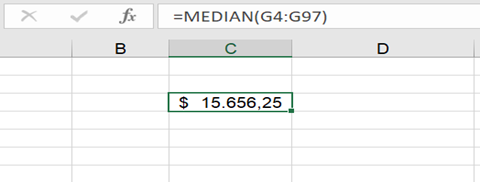 fx =MEDIAN(G4:G97)
B C D
$ 15.656,25